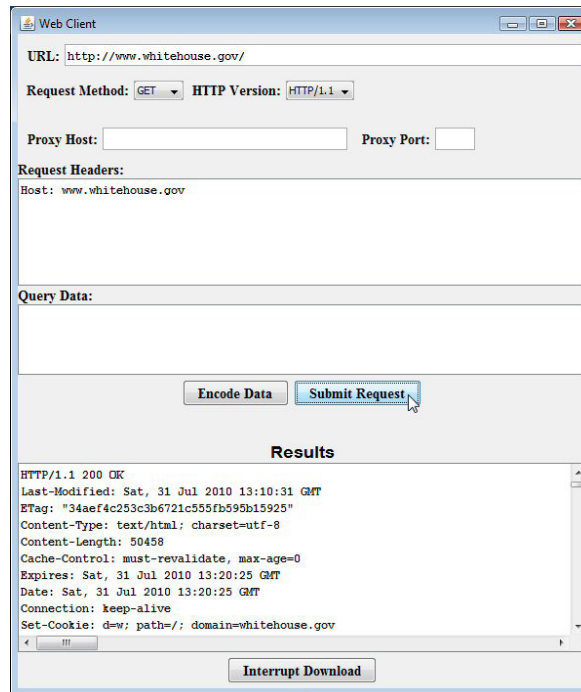 Web Client
URL: http://www.whitehouse.gov/
Request Method: GET HTTP Version: HTTP/1.1
Proxy Host: Proxy Port:
Request Headers:
Host: www.whitehouse.gov
Query Data:
Encode Data Submit Request
Results
HTTP/1.1 200 OK
Last-Modified: Sat, 31 Jul 2010 13:10:31 GMT
ETag: "34aef4c253c3b6721c555fb595b15925"
Content-Type: text/html; charset=utf-8
Content-Length: 50458
Cache-Control: must-revalidate, max-age=0
Expires: Sat, 31 Jul 2010 13:20:25 GMT
Date: Sat, 31 Jul 2010 13:20:25 GMT
Connection: keep-alive
Set-Cookie: d=w; path=/; domain=whitehouse.gov
Interrupt Download